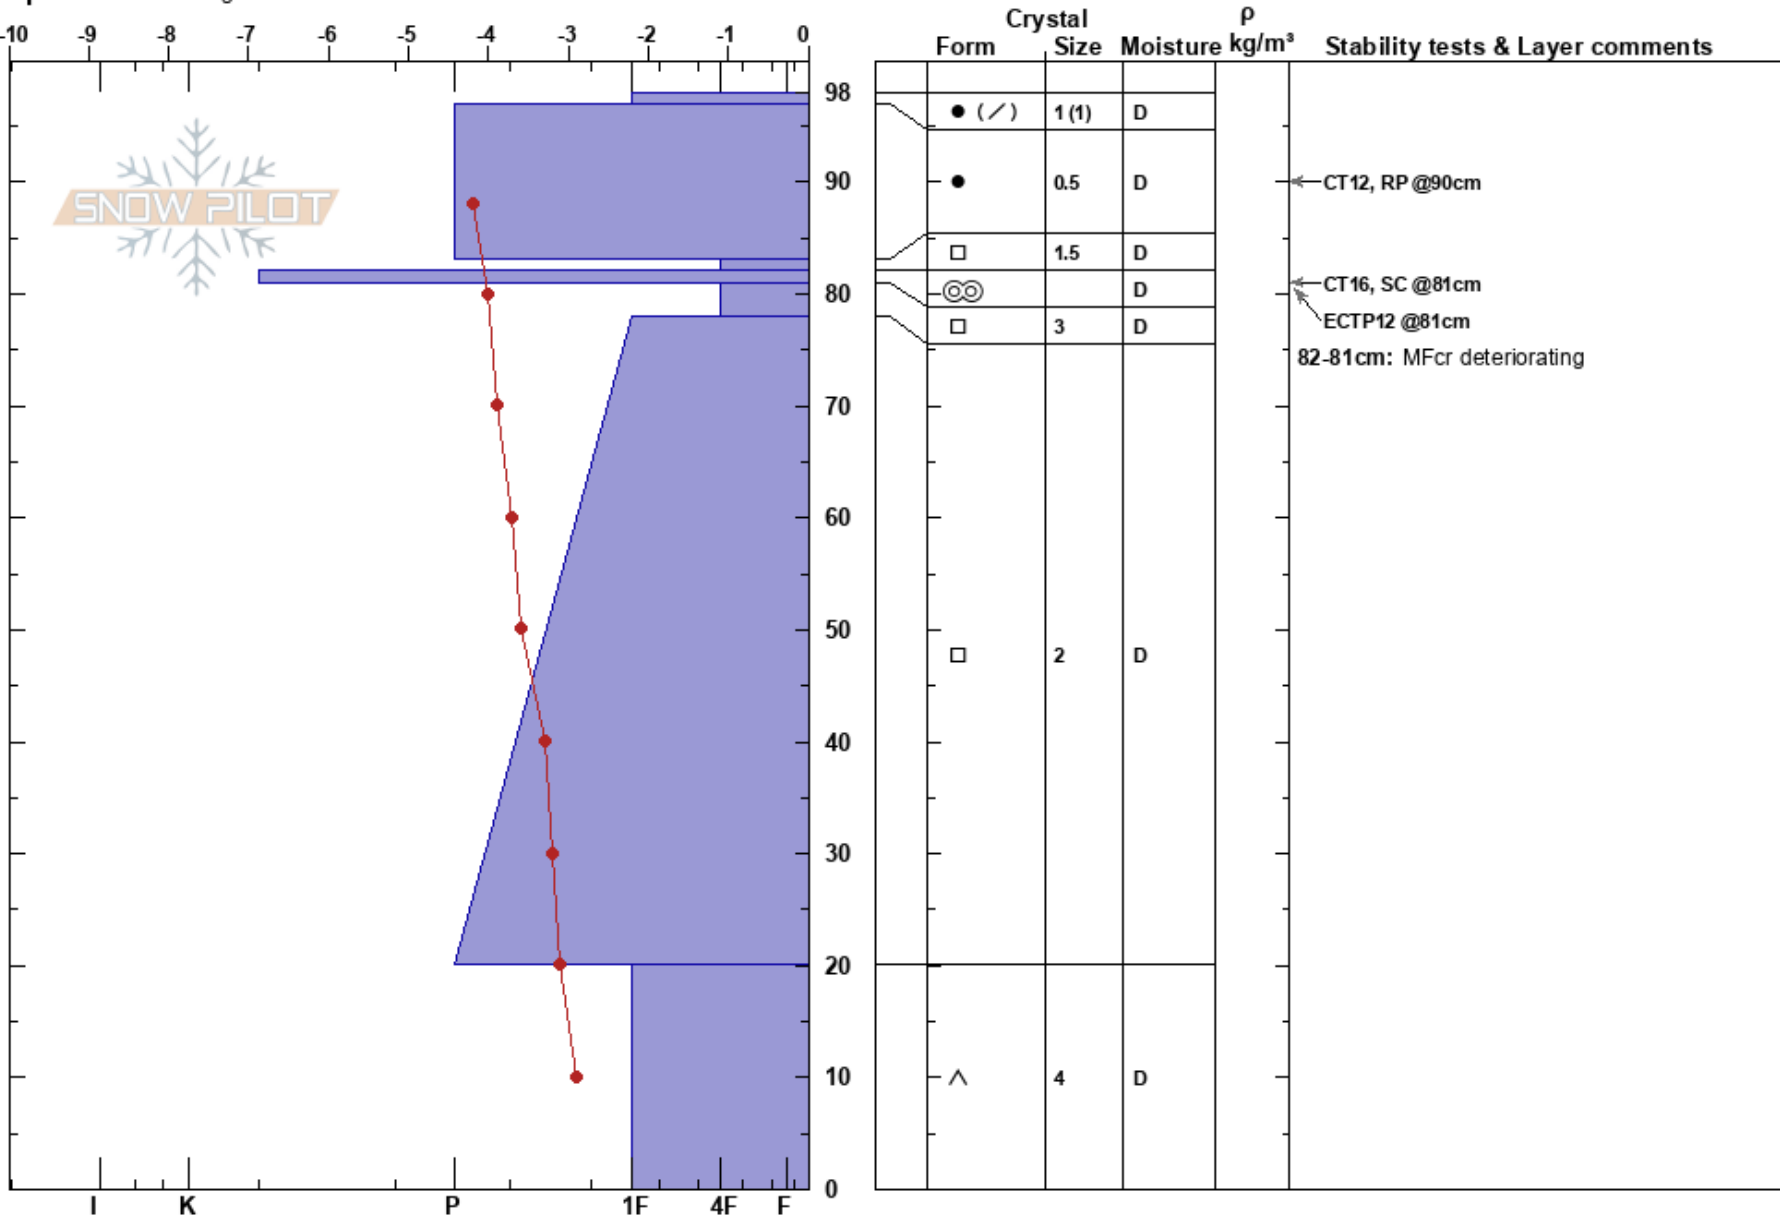 Crystal ρ
-10 -9 -8 -7 -6 -5 -4 -3 -2 -1 0
Form Size Moisture kg/m³ Stability tests & Layer comments
98
● (∕) 1 (1) D
SNOW PILOT
90 ● 0.5 D CT12, RP @90cm
□ 1.5 D
80 D CT16, SC @81cm
□ 3 D ECTP12 @81cm
82-81cm: MFcr deteriorating
70
60
50
□ 2 D
40
30
20
10 ∧ 4 D
0
I K P 1F 4F F